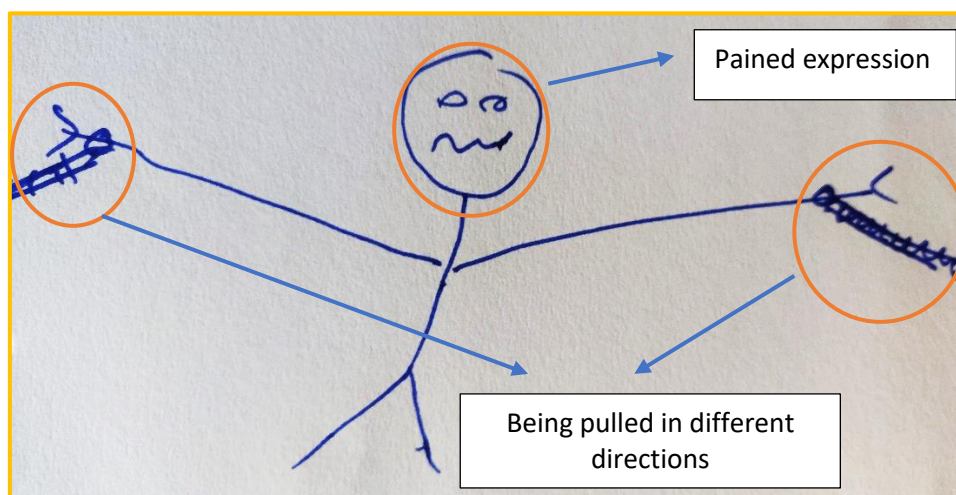 Pained expression
Being pulled in different
directions